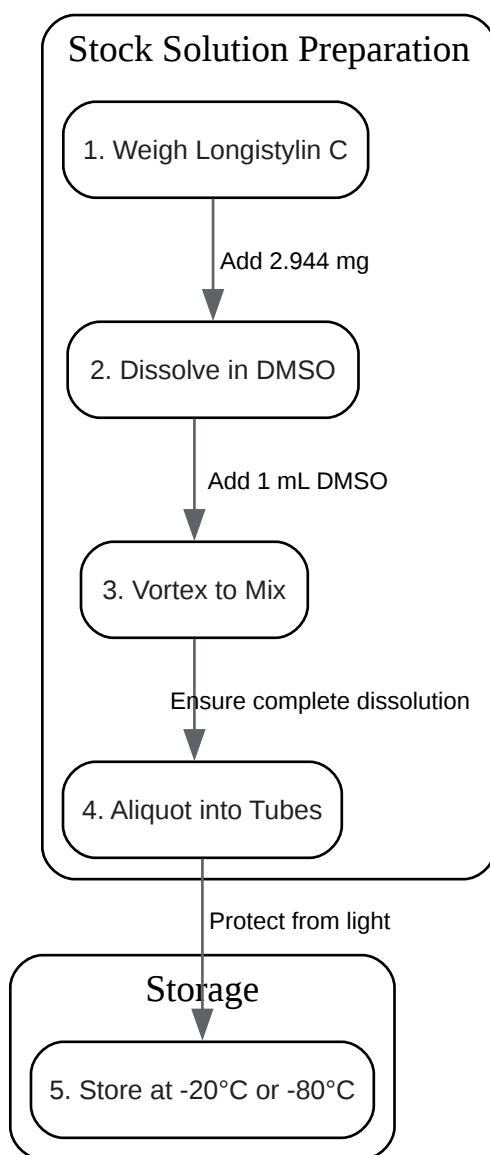 Stock Solution Preparation
1. Weigh Longistylin C
Add 2.944 mg
2. Dissolve in DMSO
Add 1 mL DMSO
3. Vortex to Mix
Ensure complete dissolution
4. Aliquot into Tubes
Protect from light
Storage
5. Store at -20°C or -80°C